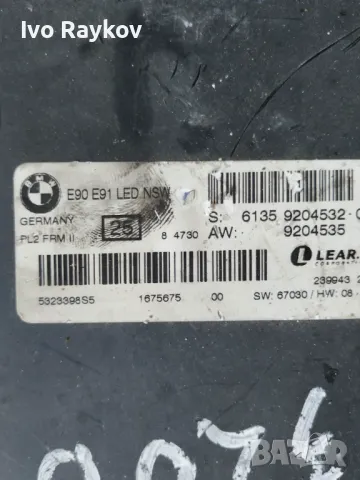 Ivo Raykov
BMW
E90 E91 LED NSW
GERMANY
PL2 FRM II
25
8 4730
S: 6135 9204532
AW: 9204535
LEAR
CORPORATION
239943
5323398S5 1675675 00 SW: 67030 / HW: 08
BAZAR